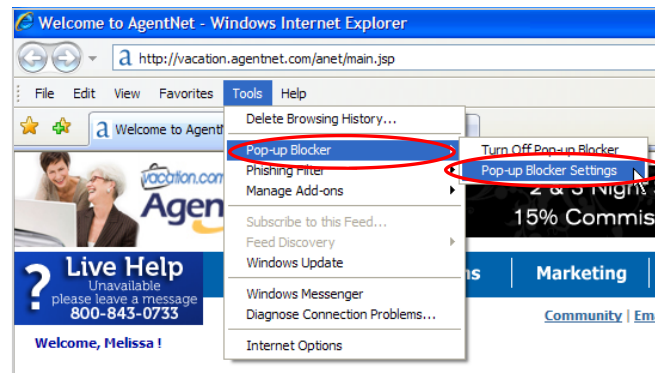 Welcome to AgentNet - Windows Internet Explorer
http://vacation.agentnet.com/anet/main.jsp
File Edit View Favorites Tools Help
Welcome to Agent
Delete Browsing History...
Pop-up Blocker
Turn Off Pop-up Blocker
Phishing Filter
Pop-up Blocker Settings
Manage Add-ons
vacation.com
Agen
2 & 3 Night
15% Commis
Subscribe to this Feed...
Feed Discovery
Windows Update
Live Help
Unavailable
please leave a message
800-843-0733
ns Marketing
Windows Messenger
Diagnose Connection Problems...
Community | Em
Welcome, Melissa !
Internet Options